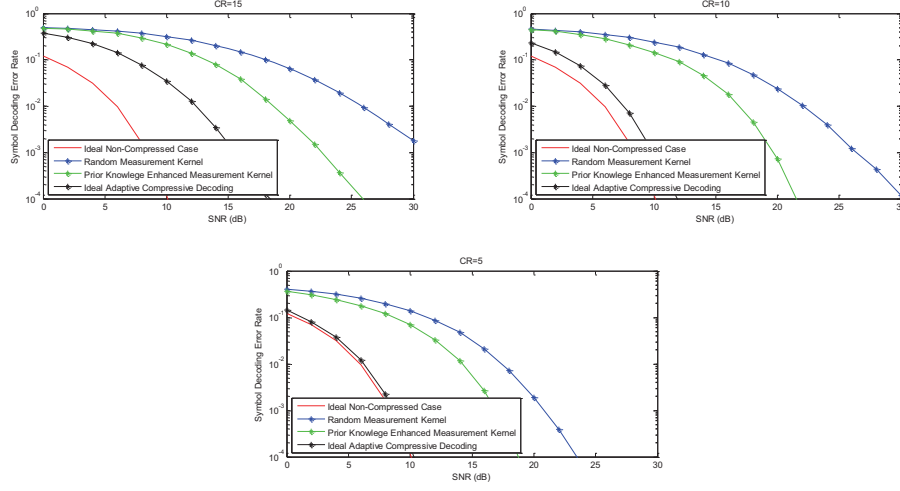 CR=15
Symbol Decoding Error Rate
10^0
10^-1
10^-2
10^-3
10^-4
Ideal Non-Compressed Case
Random Measurement Kernel
Prior Knowlege Enhanced Measurement Kernel
Ideal Adaptive Compressive Decoding
0 5 10 15 20 25 30
SNR (dB)
CR=10
Symbol Decoding Error Rate
10^0
10^-1
10^-2
10^-3
10^-4
Ideal Non-Compressed Case
Random Measurement Kernel
Prior Knowlege Enhanced Measurement Kernel
Ideal Adaptive Compressive Decoding
0 5 10 15 20 25 30
SNR (dB)
CR=5
Symbol Decoding Error Rate
10^0
10^-1
10^-2
10^-3
10^-4
Ideal Non-Compressed Case
Random Measurement Kernel
Prior Knowlege Enhanced Measurement Kernel
Ideal Adaptive Compressive Decoding
0 5 10 15 20 25 30
SNR (dB)